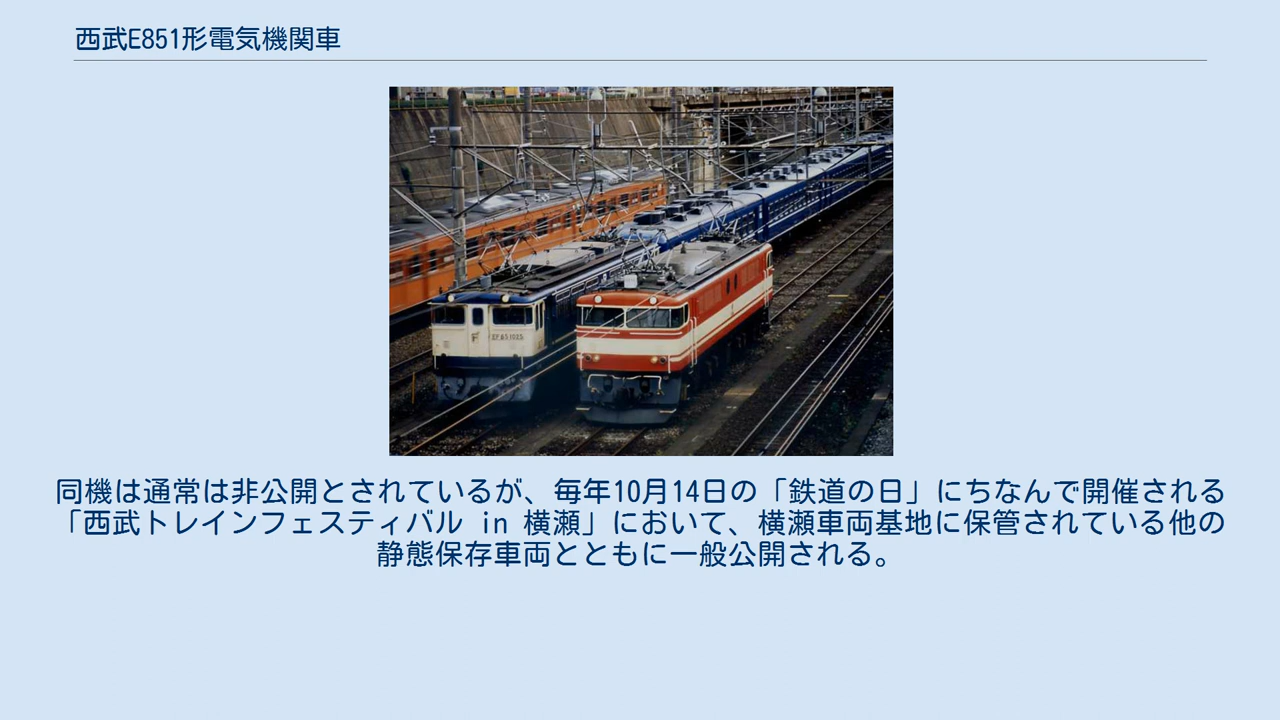 西武E851形電気機関車
EF 65 1025
同機は通常は非公開とされているが、毎年10月14日の「鉄道の日」にちなんで開催される
「西武トレインフェスティバル in 横瀬」において、横瀬車両基地に保管されている他の
静態保存車両とともに一般公開される。